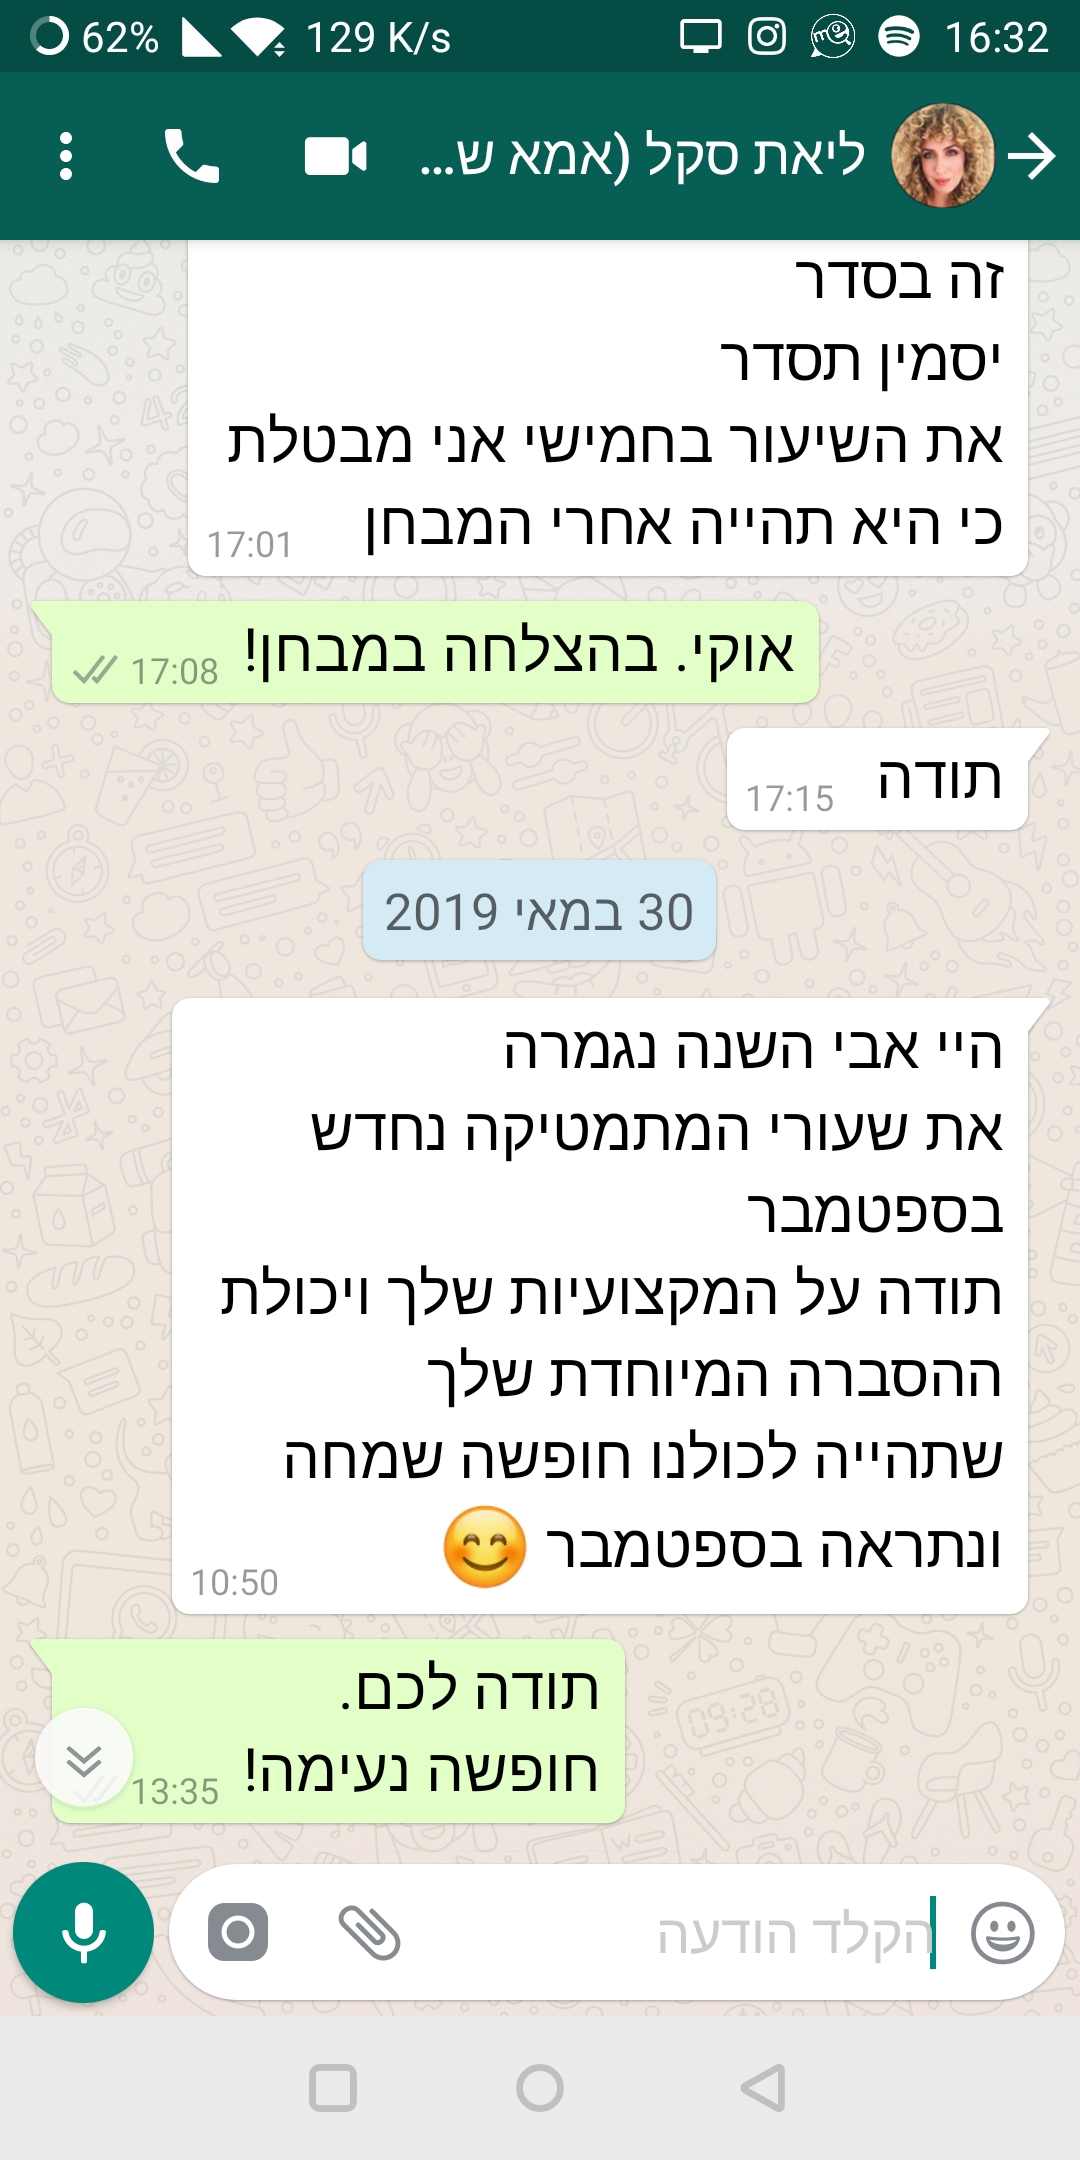 62%
129 K/s
16:32
ליאת סקל (אמא ש...
זה בסדר
יסמין תסדר
את השיעור בחמישי אני מבטלת
כי היא תהייה אחרי המבחן
17:01
אוקי. בהצלחה במבחן!
17:08
תודה
17:15
30 במאי 2019
היי אבי השנה נגמרה
את שעורי המתמטיקה נחדש
בספטמבר
תודה על המקצועיות שלך ויכולת
ההסברה המיוחדת שלך
שתהייה לכולנו חופשה שמחה
ונתראה בספטמבר 😊
10:50
תודה לכם.
חופשה נעימה!
13:35
הקלד הודעה